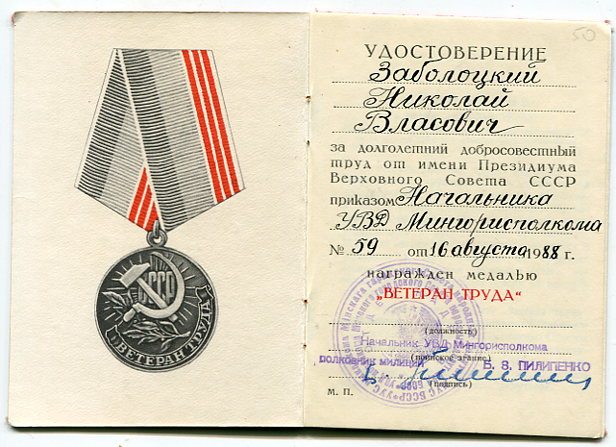 СССР
ВЕТЕРАН ТРУДА
50
УДОСТОВЕРЕНИЕ
Заболоцкий
Николай
Власович
за долголетний добросовестный
труд от имени Президиума
Верховного Совета СССР
приказом Начальника
УВД Мингорисполкома
№ 59 от 16 августа 1988 г.
награжден медалью
„ВЕТЕРАН ТРУДА“
(должность)
Начальник УВД Мингорисполкома
(воинское звание)
полковник милиции Б. З. ПИЛИПЕНКО
(подпись)
М. П.